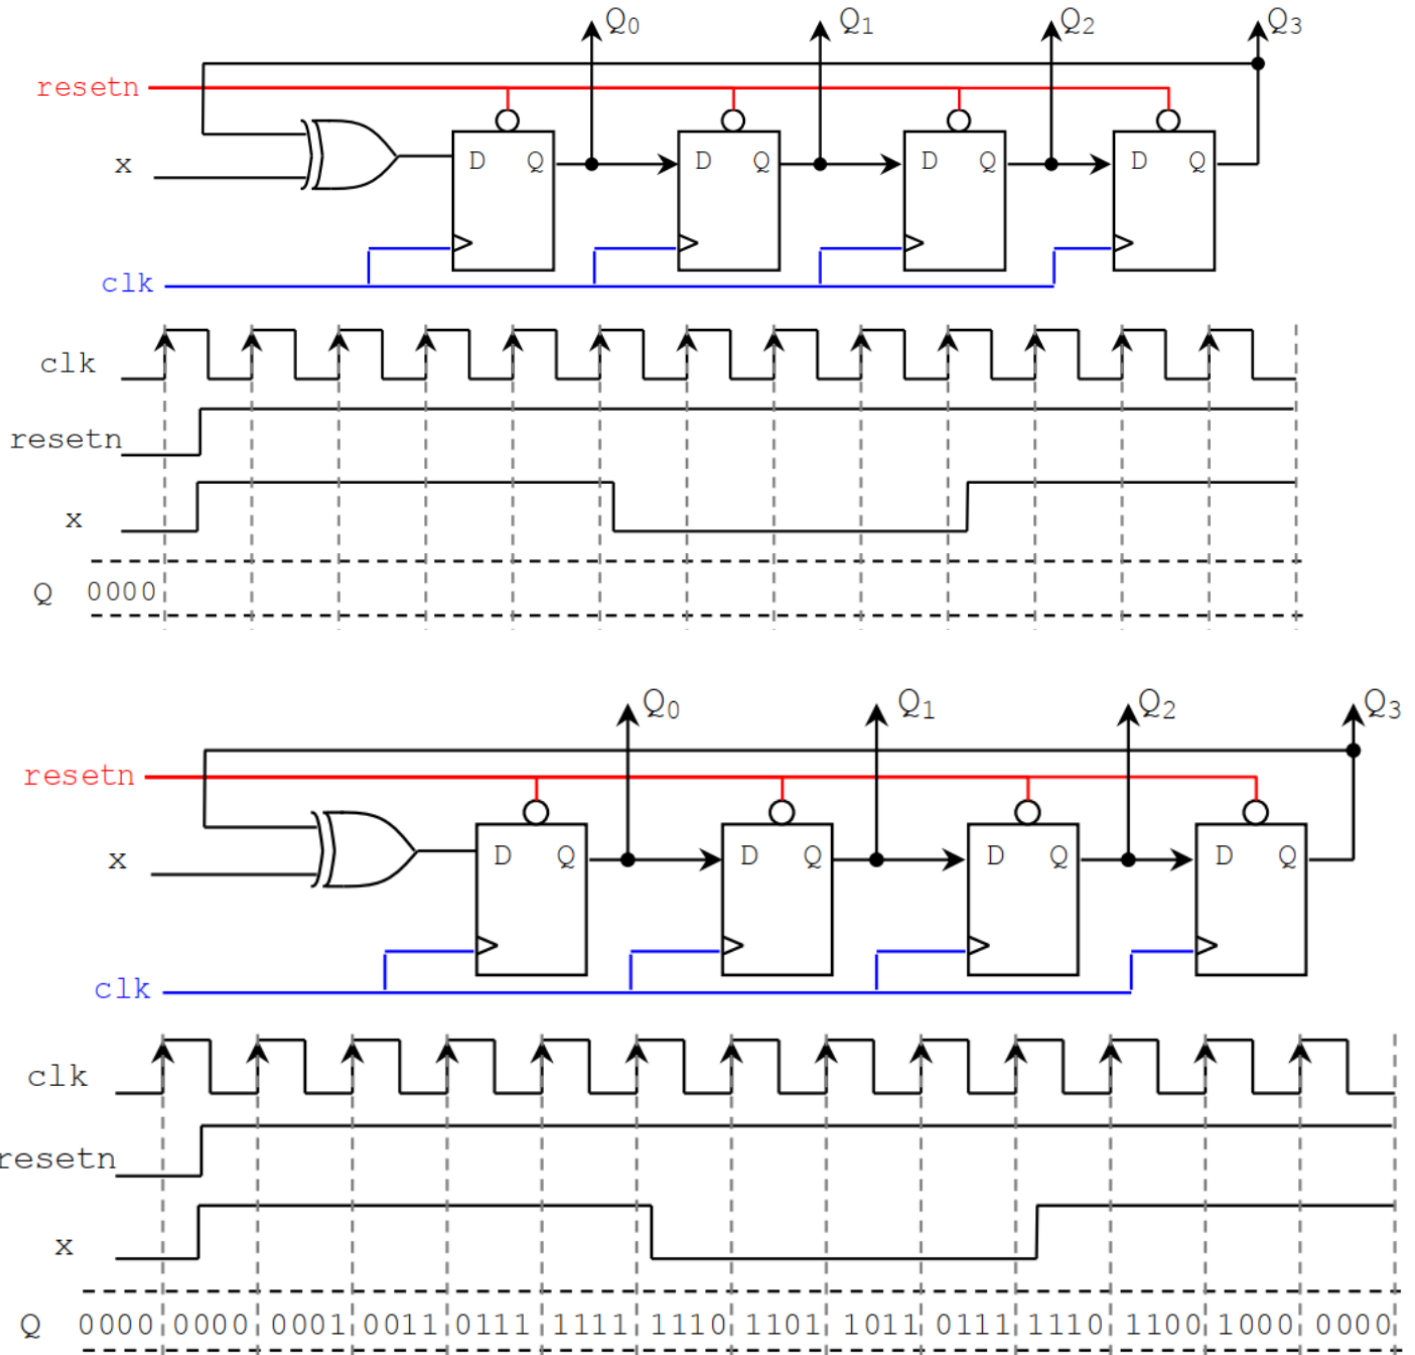 Q0 Q1 Q2 Q3
resetn
x
D Q D Q D Q D Q
clk
clk
resetn
x
Q 0000
Q0 Q1 Q2 Q3
resetn
x
D Q D Q D Q D Q
clk
clk
resetn
x
Q 0000 0000 0001 0011 0111 1111 1110 1101 1011 0111 1110 1100 1000 0000